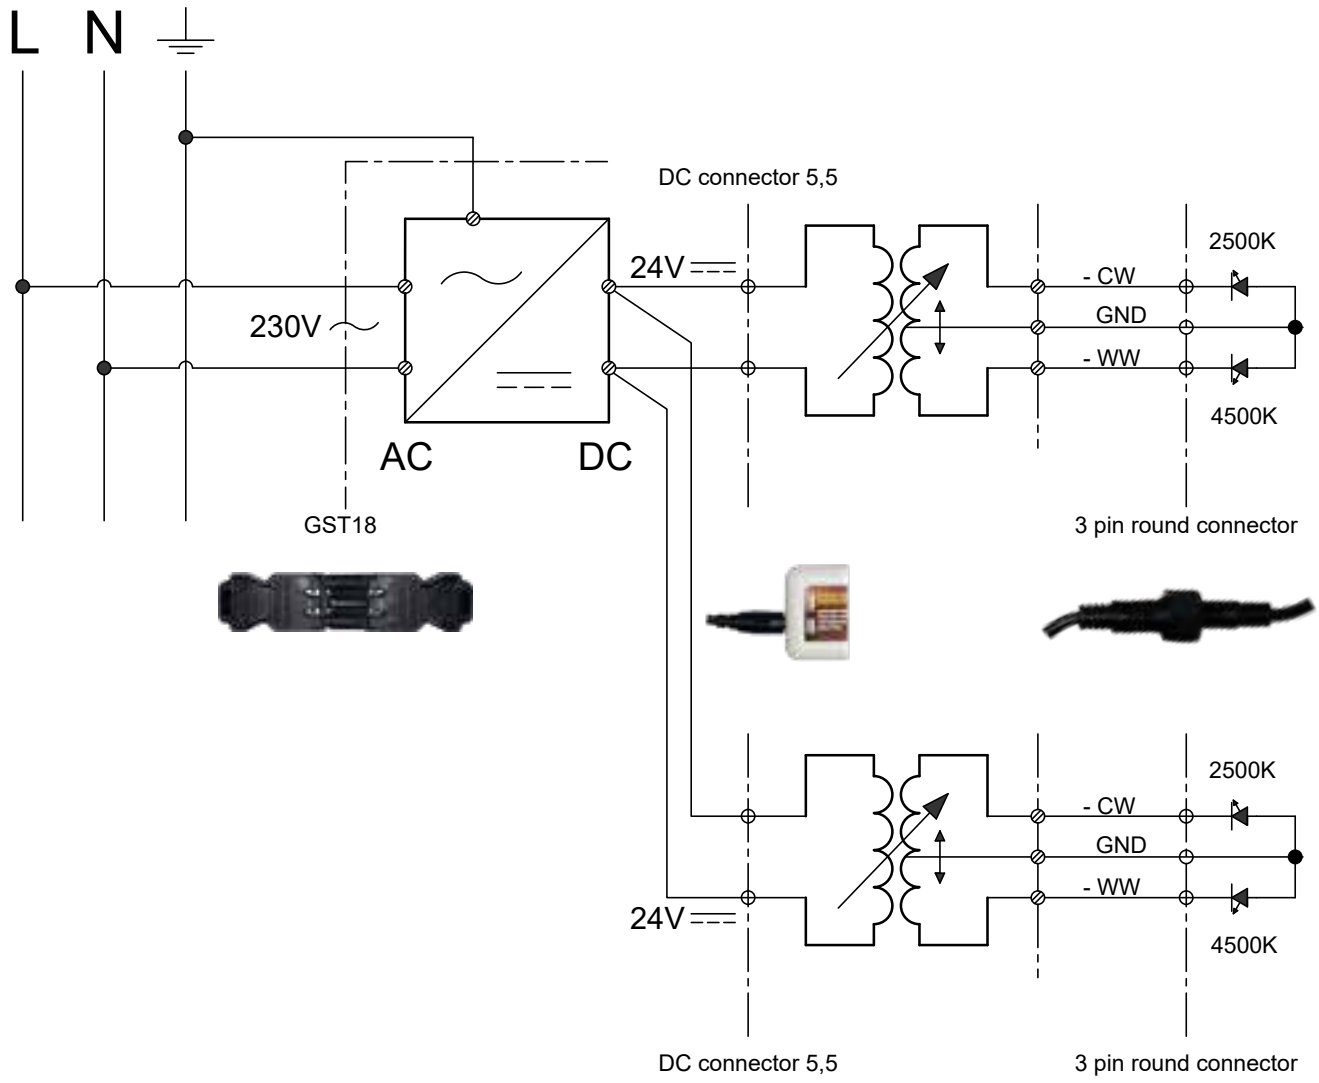 L N
DC connector 5,5
2500K
24V
- CW
GND
230V
- WW
4500K
AC DC
GST18
3 pin round connector
2500K
- CW
GND
- WW
24V
4500K
DC connector 5,5
3 pin round connector